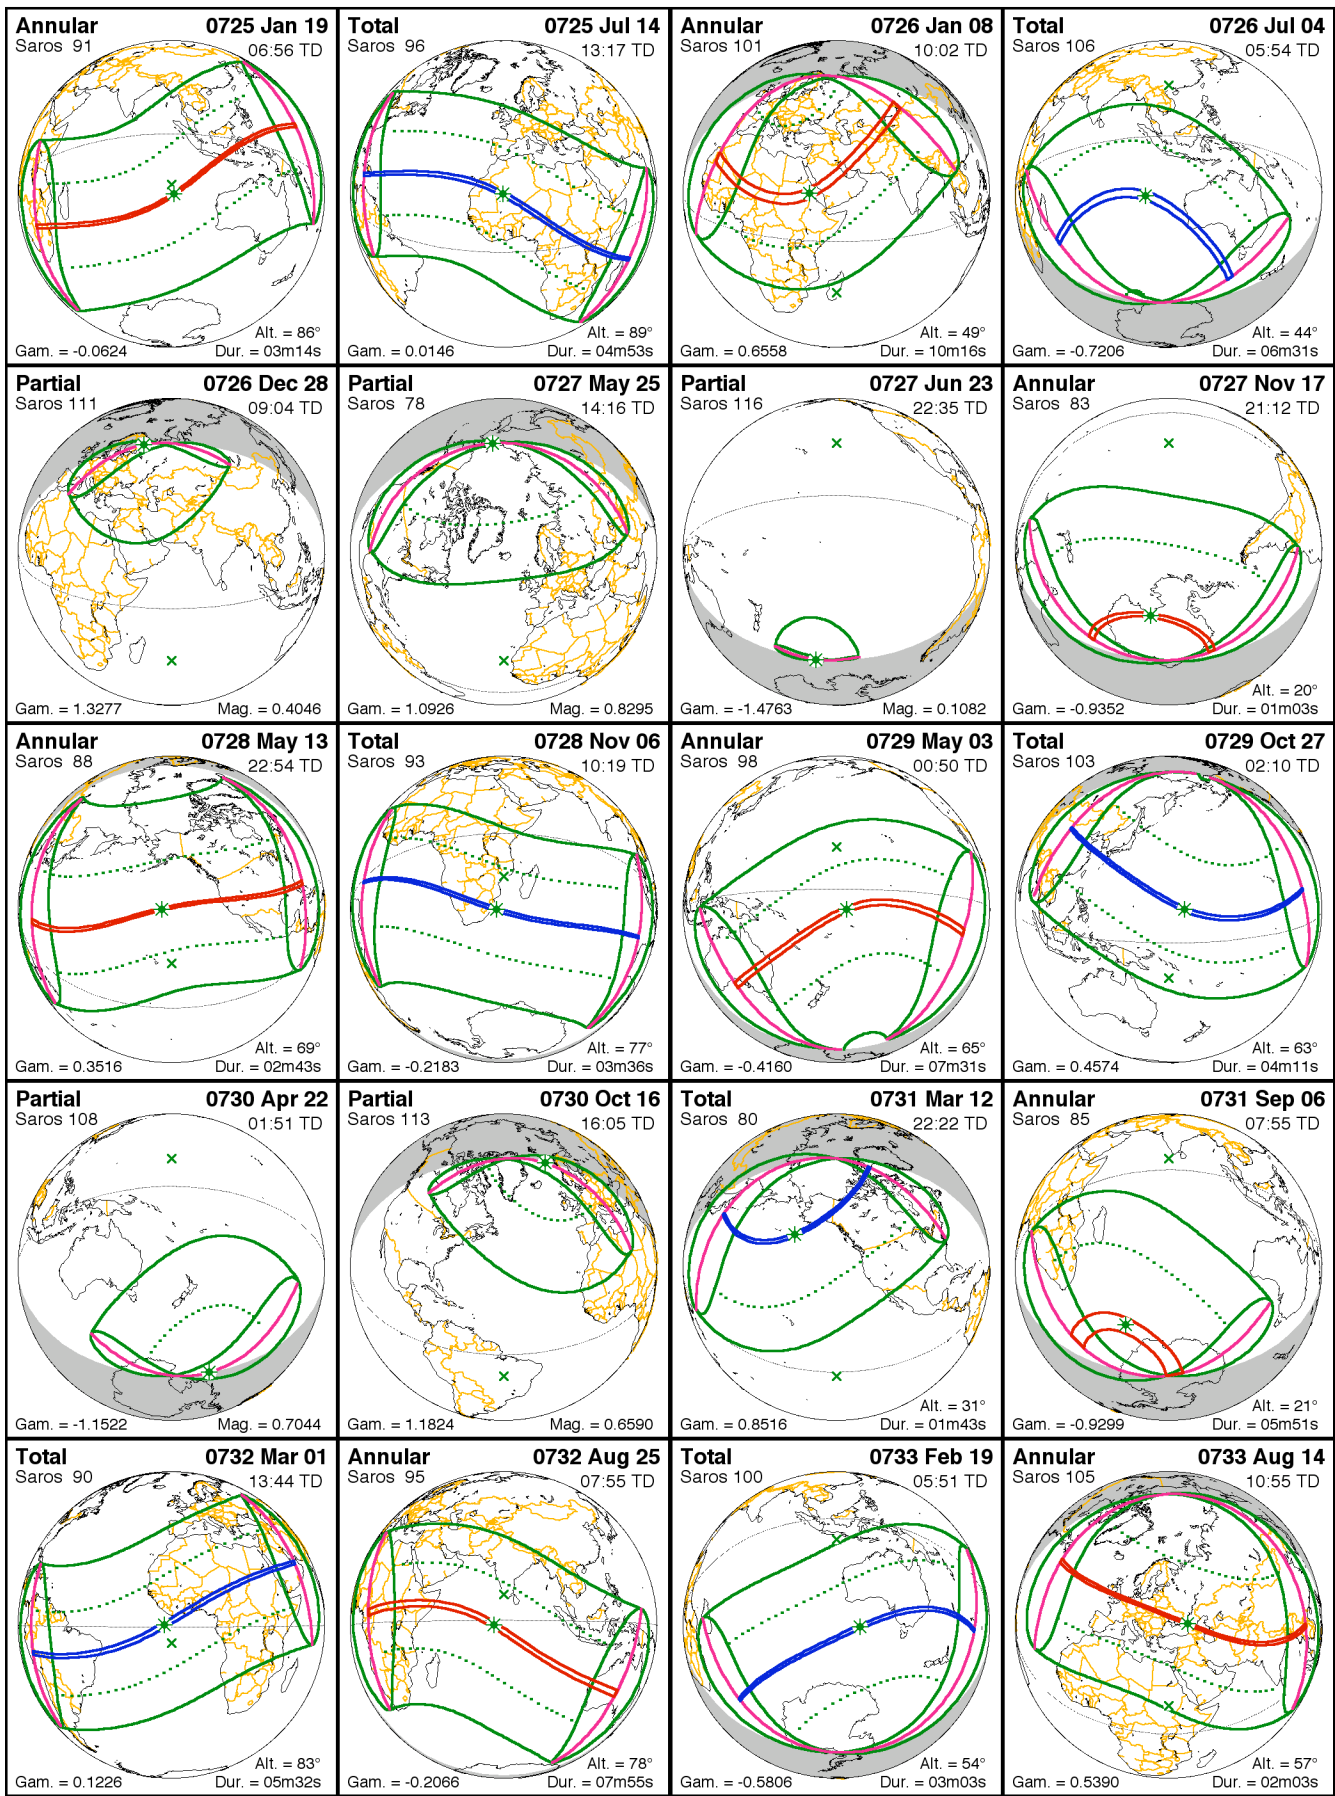 Annular 0725 Jan 19
Saros 91 06:56 TD
Alt. = 86°
Gam. = -0.0624 Dur. = 03m14s
Total 0725 Jul 14
Saros 96 13:17 TD
Alt. = 89°
Gam. = 0.0146 Dur. = 04m53s
Annular 0726 Jan 08
Saros 101 10:02 TD
Alt. = 49°
Gam. = 0.6558 Dur. = 10m16s
Total 0726 Jul 04
Saros 106 05:54 TD
Alt. = 44°
Gam. = -0.7206 Dur. = 06m31s
Partial 0726 Dec 28
Saros 111 09:04 TD
Gam. = 1.3277 Mag. = 0.4046
Partial 0727 May 25
Saros 78 14:16 TD
Gam. = 1.0926 Mag. = 0.8295
Partial 0727 Jun 23
Saros 116 22:35 TD
Gam. = -1.4763 Mag. = 0.1082
Annular 0727 Nov 17
Saros 83 21:12 TD
Alt. = 20°
Gam. = -0.9352 Dur. = 01m03s
Annular 0728 May 13
Saros 88 22:54 TD
Alt. = 69°
Gam. = 0.3516 Dur. = 02m43s
Total 0728 Nov 06
Saros 93 10:19 TD
Alt. = 77°
Gam. = -0.2183 Dur. = 03m36s
Annular 0729 May 03
Saros 98 00:50 TD
Alt. = 65°
Gam. = -0.4160 Dur. = 07m31s
Total 0729 Oct 27
Saros 103 02:10 TD
Alt. = 63°
Gam. = 0.4574 Dur. = 04m11s
Partial 0730 Apr 22
Saros 108 01:51 TD
Gam. = -1.1522 Mag. = 0.7044
Partial 0730 Oct 16
Saros 113 16:05 TD
Gam. = 1.1824 Mag. = 0.6590
Total 0731 Mar 12
Saros 80 22:22 TD
Alt. = 31°
Gam. = 0.8516 Dur. = 01m43s
Annular 0731 Sep 06
Saros 85 07:55 TD
Alt. = 21°
Gam. = -0.9299 Dur. = 05m51s
Total 0732 Mar 01
Saros 90 13:44 TD
Alt. = 83°
Gam. = 0.1226 Dur. = 05m32s
Annular 0732 Aug 25
Saros 95 07:55 TD
Alt. = 78°
Gam. = -0.2066 Dur. = 07m55s
Total 0733 Feb 19
Saros 100 05:51 TD
Alt. = 54°
Gam. = -0.5806 Dur. = 03m03s
Annular 0733 Aug 14
Saros 105 10:55 TD
Alt. = 57°
Gam. = 0.5390 Dur. = 02m03s